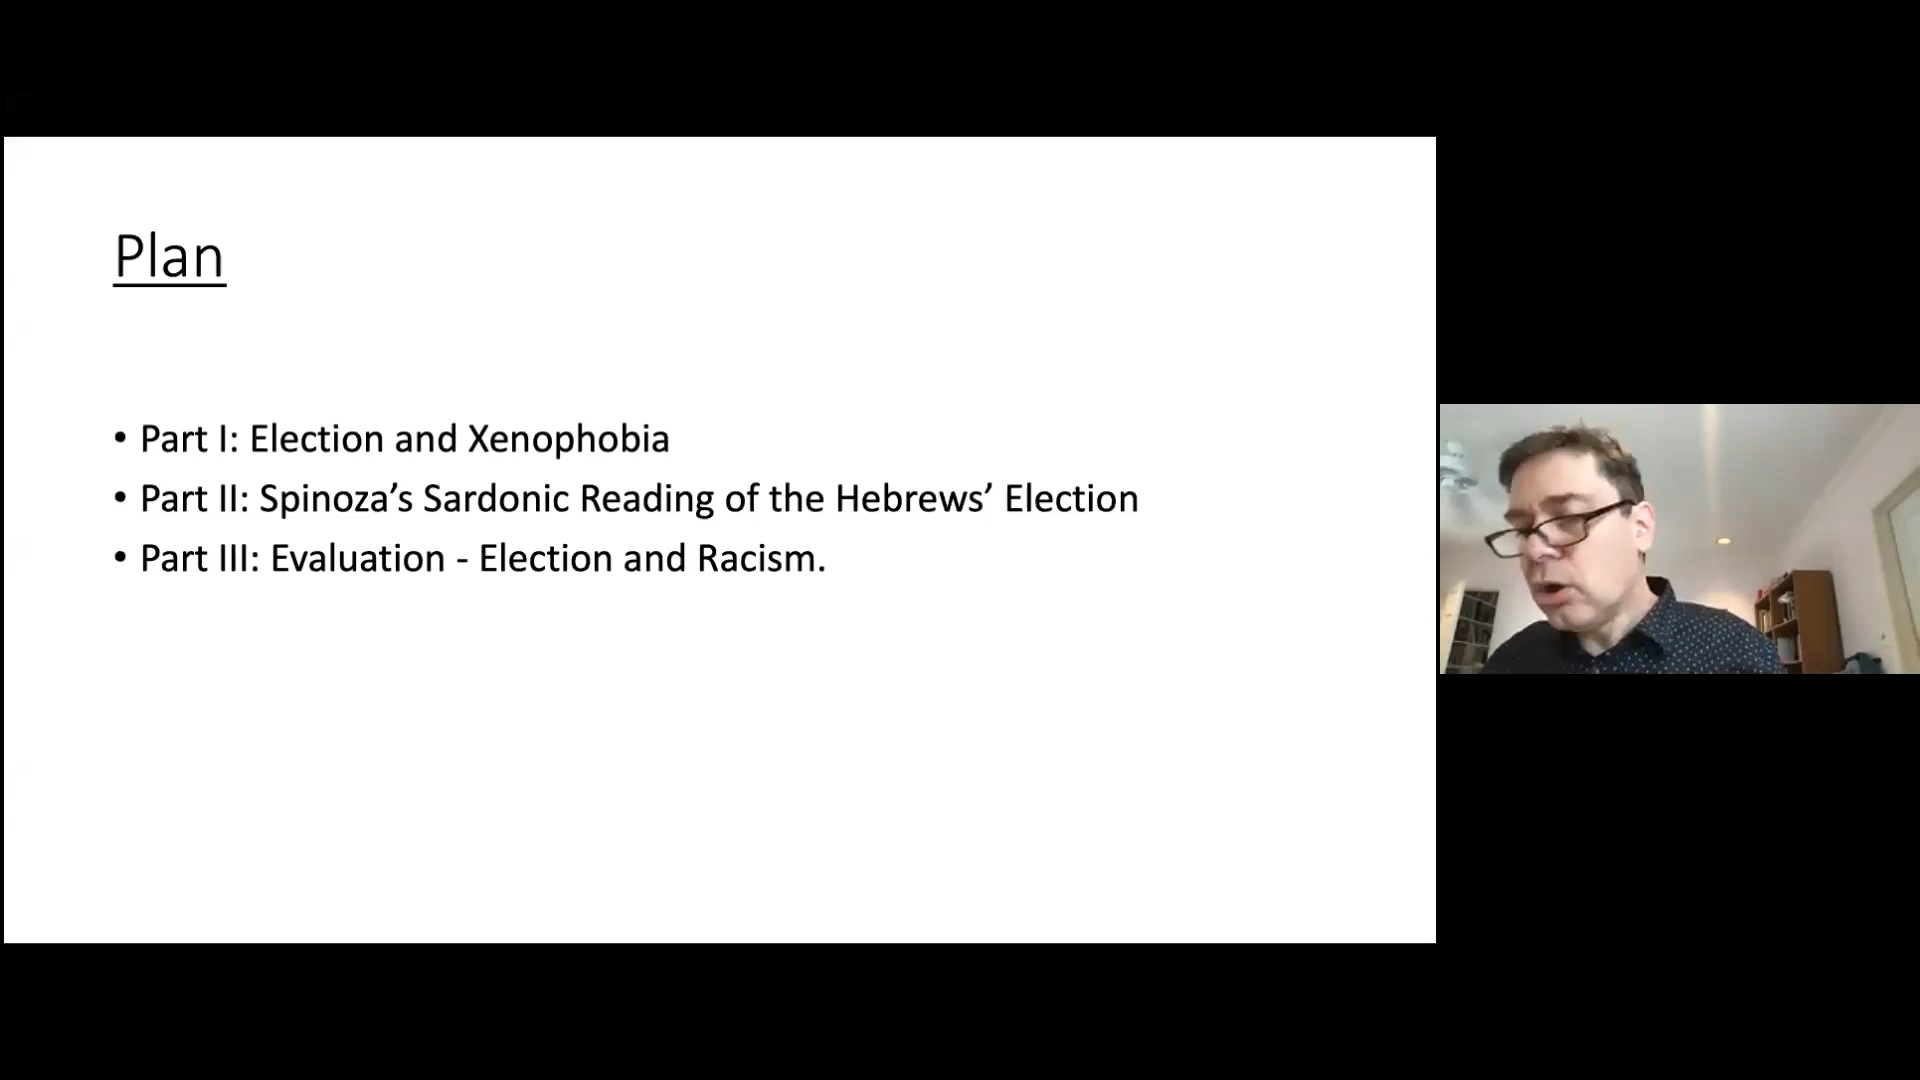 Plan
• Part I: Election and Xenophobia
• Part II: Spinoza’s Sardonic Reading of the Hebrews’ Election
• Part III: Evaluation - Election and Racism.